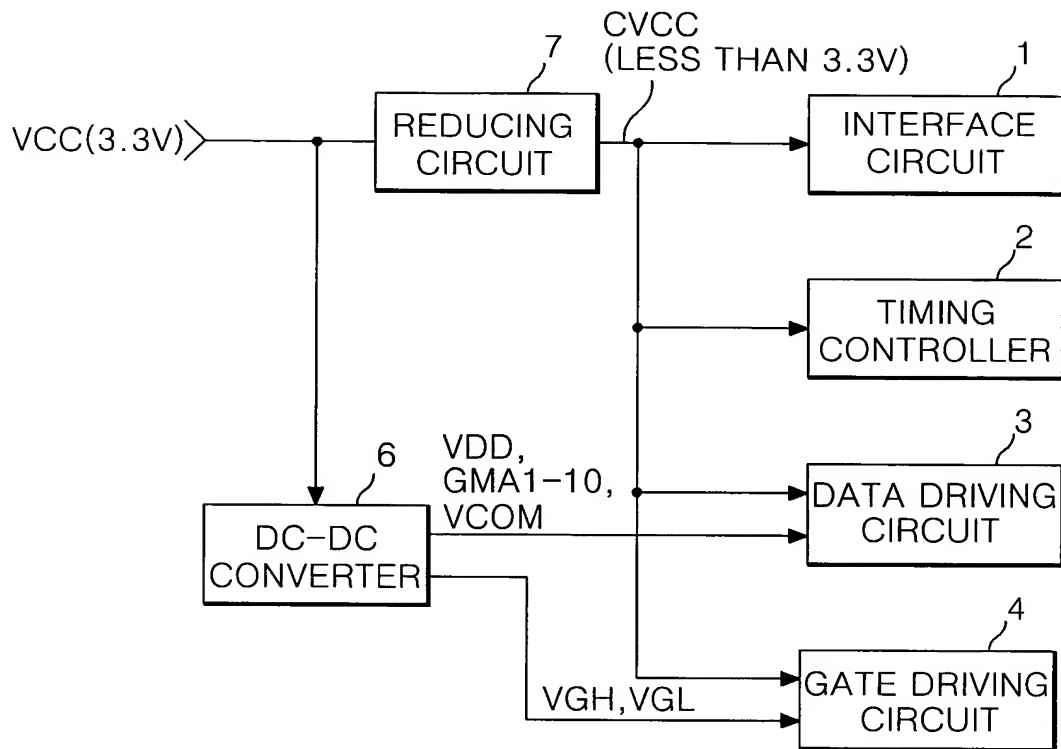 CVCC
(LESS THAN 3.3V)
7
1
VCC(3.3V)
REDUCING
CIRCUIT
INTERFACE
CIRCUIT
2
TIMING
CONTROLLER
6
VDD,
GMA1-10,
VCOM
3
DC-DC
CONVERTER
DATA DRIVING
CIRCUIT
4
VGH,VGL
GATE DRIVING
CIRCUIT